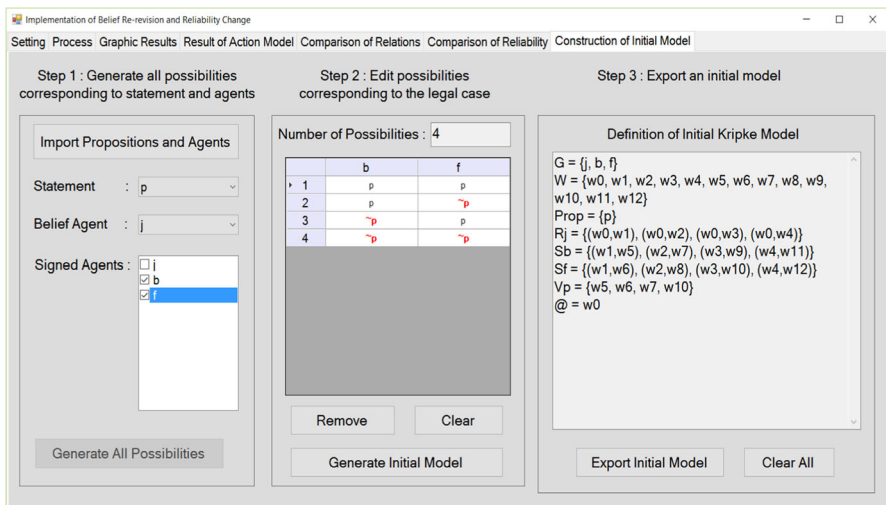 Implementation of Belief Re-revision and Reliability Change
Setting Process Graphic Results Result of Action Model Comparison of Relations Comparison of Reliability Construction of Initial Model
Step 1 : Generate all possibilities
corresponding to statement and agents
Import Propositions and Agents
Statement : p
Belief Agent : j
Signed Agents : j
b
f
Generate All Possibilities
Step 2 : Edit possibilities
corresponding to the legal case
Number of Possibilities : 4
b f
1 p p
2 p ~p
3 ~p p
4 ~p ~p
Remove Clear
Generate Initial Model
Step 3 : Export an initial model
Definition of Initial Kripke Model
G = {j, b, f}
W = {w0, w1, w2, w3, w4, w5, w6, w7, w8, w9,
w10, w11, w12}
Prop = {p}
Rj = {(w0,w1), (w0,w2), (w0,w3), (w0,w4)}
Sb = {(w1,w5), (w2,w7), (w3,w9), (w4,w11)}
Sf = {(w1,w6), (w2,w8), (w3,w10), (w4,w12)}
Vp = {w5, w6, w7, w10}
@ = w0
Export Initial Model Clear All